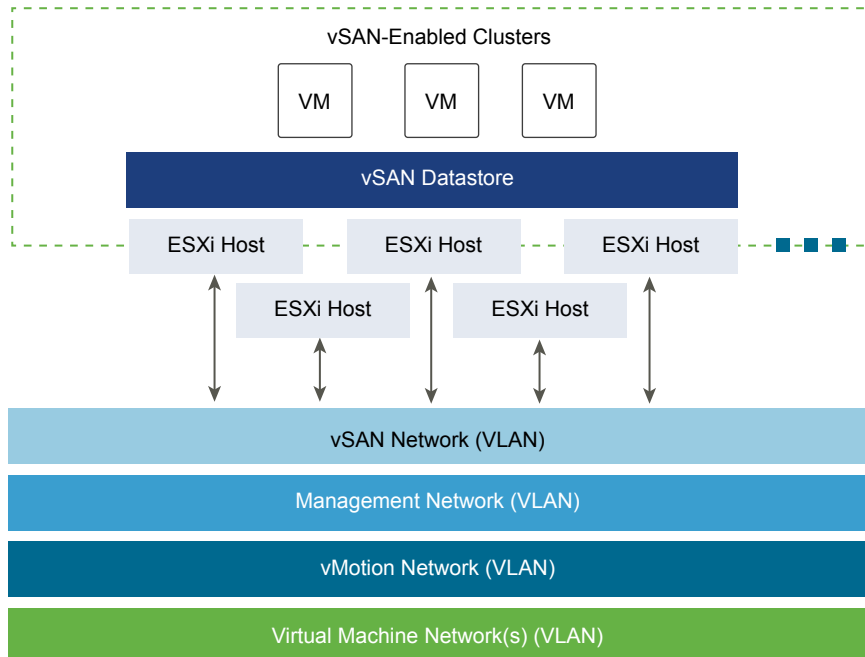 vSAN-Enabled Clusters
VM VM VM
vSAN Datastore
ESXi Host ESXi Host ESXi Host
ESXi Host ESXi Host
vSAN Network (VLAN)
Management Network (VLAN)
vMotion Network (VLAN)
Virtual Machine Network(s) (VLAN)